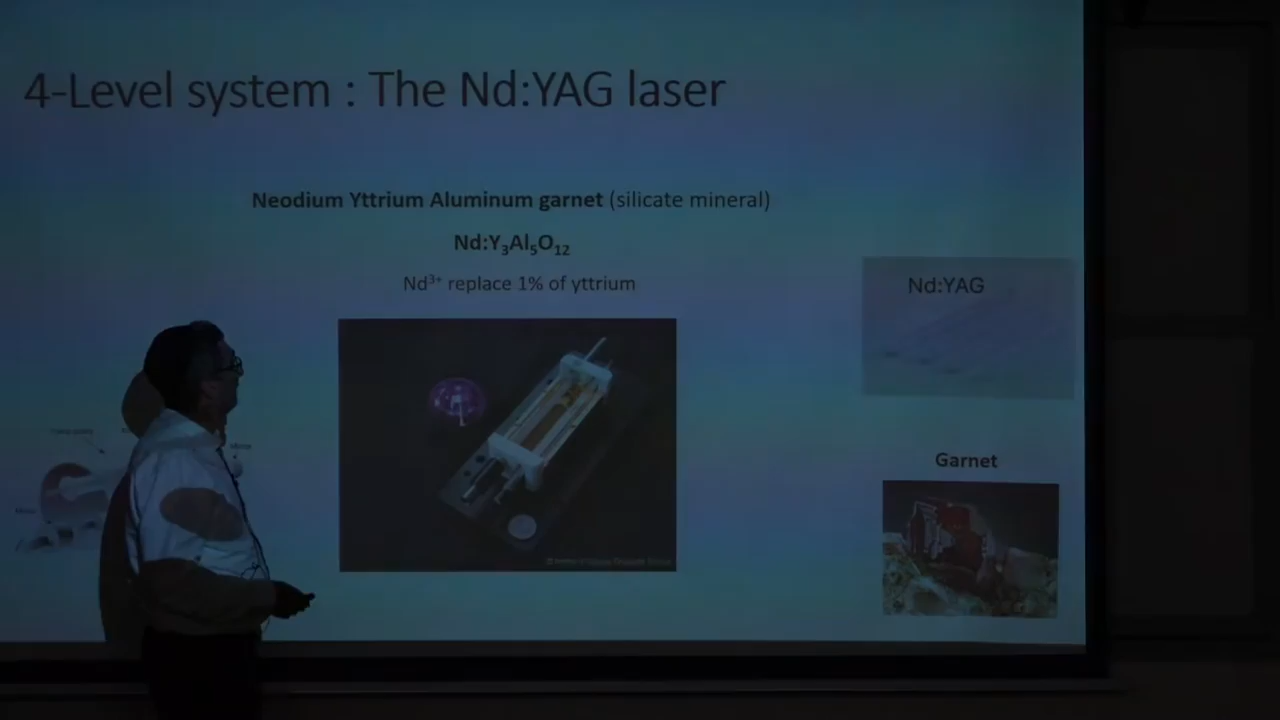 4-Level system : The Nd:YAG laser
Neodium Yttrium Aluminum garnet (silicate mineral)
Nd:Y₃Al₅O₁₂
Nd³⁺ replace 1% of yttrium
Nd:YAG
Garnet